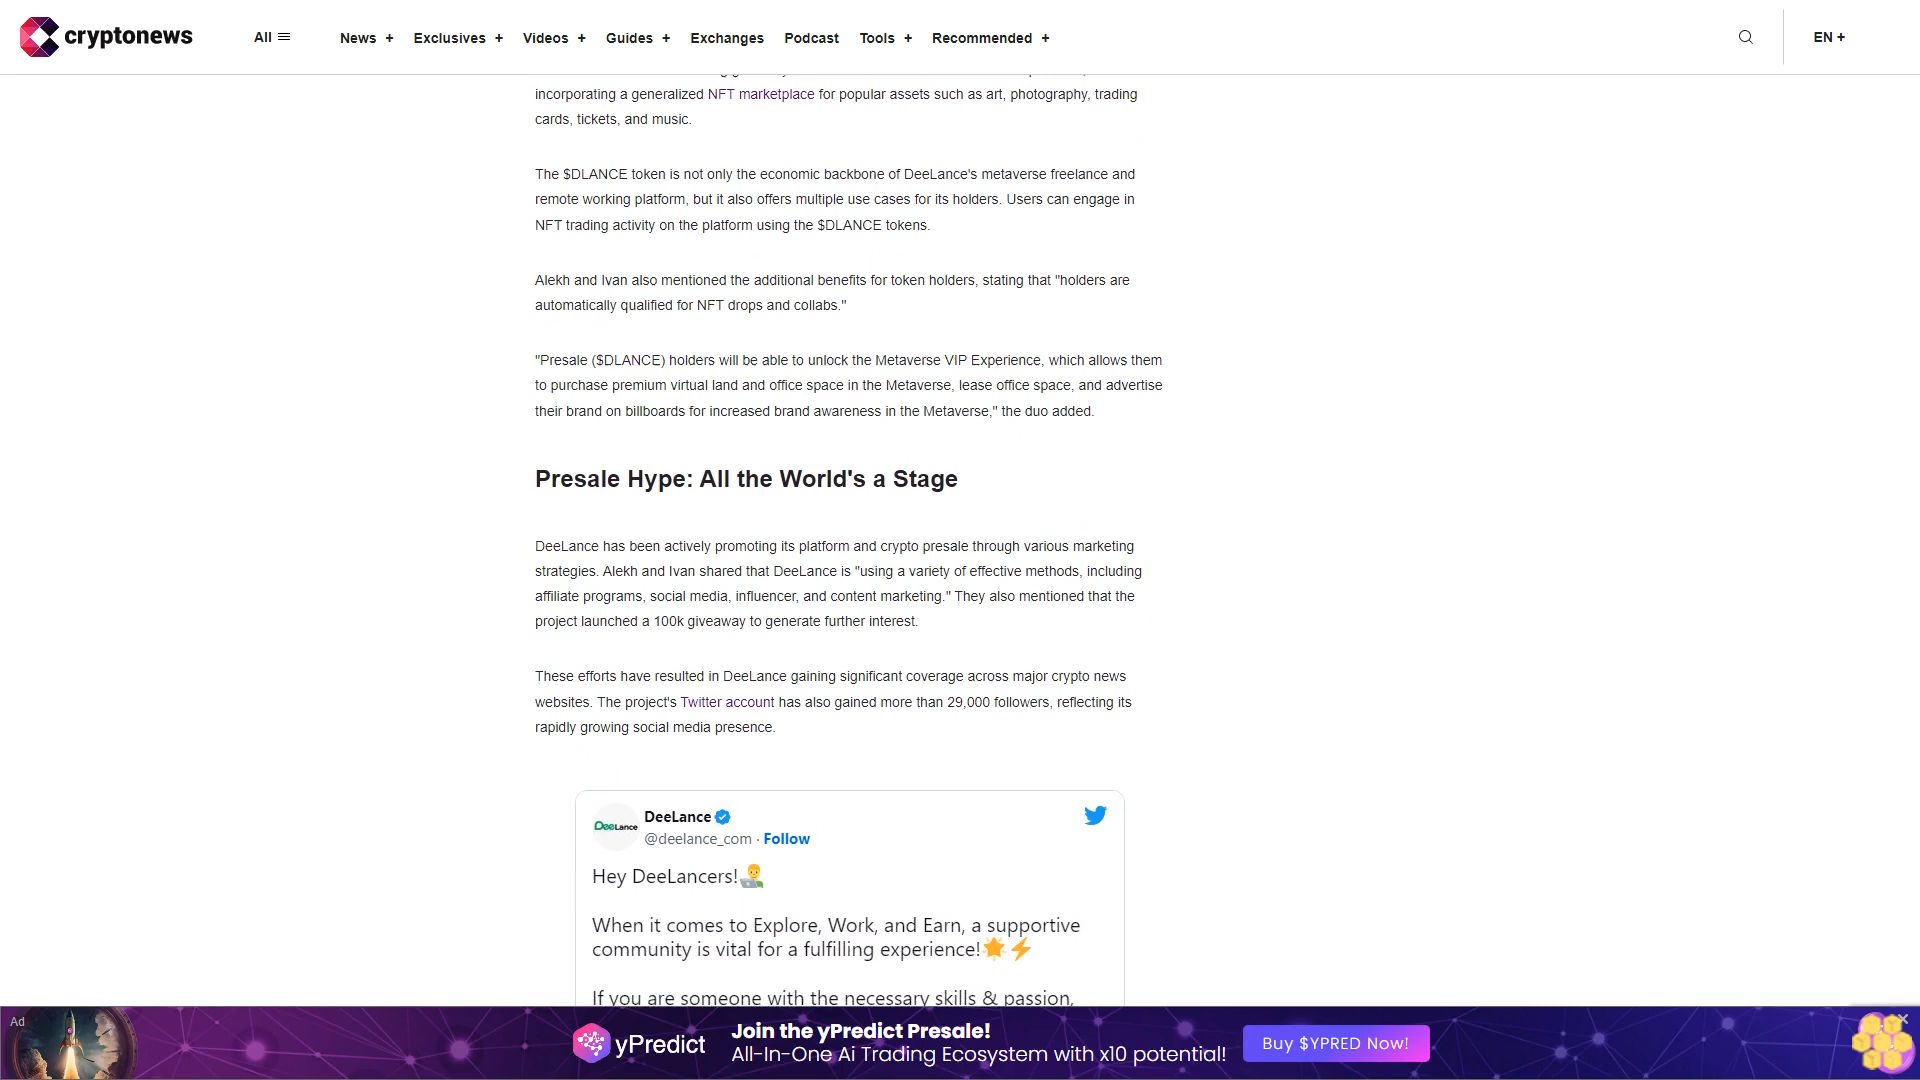 cryptonews
All
News +
Exclusives +
Videos +
Guides +
Exchanges
Podcast
Tools +
Recommended +
EN +
incorporating a generalized NFT marketplace for popular assets such as art, photography, trading
cards, tickets, and music.
The $DLANCE token is not only the economic backbone of DeeLance's metaverse freelance and
remote working platform, but it also offers multiple use cases for its holders. Users can engage in
NFT trading activity on the platform using the $DLANCE tokens.
Alekh and Ivan also mentioned the additional benefits for token holders, stating that "holders are
automatically qualified for NFT drops and collabs."
"Presale ($DLANCE) holders will be able to unlock the Metaverse VIP Experience, which allows them
to purchase premium virtual land and office space in the Metaverse, lease office space, and advertise
their brand on billboards for increased brand awareness in the Metaverse," the duo added.
Presale Hype: All the World's a Stage
DeeLance has been actively promoting its platform and crypto presale through various marketing
strategies. Alekh and Ivan shared that DeeLance is "using a variety of effective methods, including
affiliate programs, social media, influencer, and content marketing." They also mentioned that the
project launched a 100k giveaway to generate further interest.
These efforts have resulted in DeeLance gaining significant coverage across major crypto news
websites. The project's Twitter account has also gained more than 29,000 followers, reflecting its
rapidly growing social media presence.
DeeLance
DeeLance
@deelance_com · Follow
Hey DeeLancers!
When it comes to Explore, Work, and Earn, a supportive
community is vital for a fulfilling experience!
If you are someone with the necessary skills & passion,
Ad
yPredict
Join the yPredict Presale!
All-In-One Ai Trading Ecosystem with x10 potential!
Buy $YPRED Now!